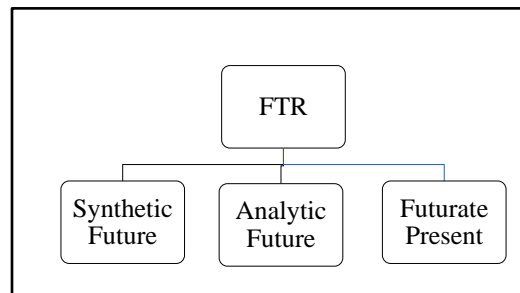 FTR
Synthetic
Future
Analytic
Future
Futurate
Present